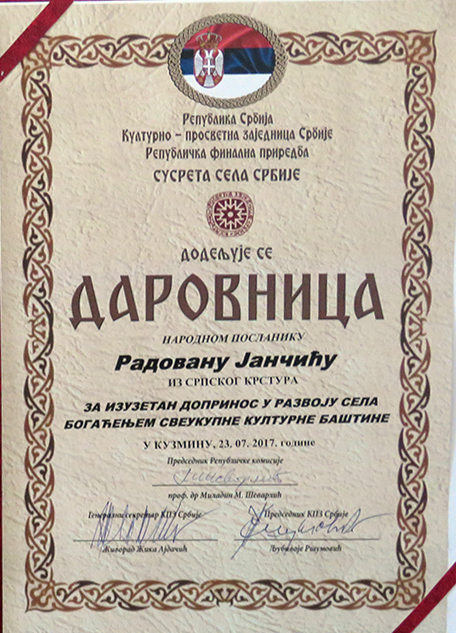 Република Србија
Културно – просветна заједница Србије
Републичка финална приредба
СУСРЕТА СЕЛА СРБИЈЕ
ДОДЕЉУЈЕ СЕ
ДАРОВНИЦА
НАРОДНОМ ПОСЛАНИКУ
Радовану Јанчићу
ИЗ СРПСКОГ КРСТУРА
ЗА ИЗУЗЕТАН ДОПРИНОС У РАЗВОЈУ СЕЛА
БОГАЋЕЊЕМ СВЕУКУПНЕ КУЛТУРНЕ БАШТИНЕ
У КУЗМИНУ, 23. 07. 2017. године
Председник Републичке комисије
проф. др Миладин М. Шеварлић
Генерални секретар КПЗ Србије Председник КПЗ Србије
Живорад Жика Ајдачић Љубивоје Ршумовић